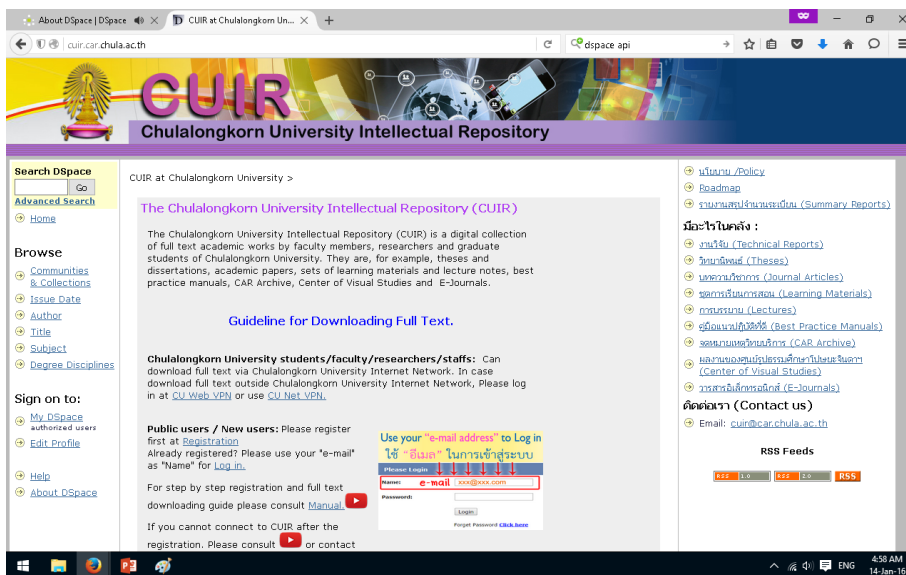 About DSpace | DSpace
CUIR at Chulalongkorn Un...
cuir.car.chula.ac.th
dspace api
CUIR
Chulalongkorn University Intellectual Repository
Search DSpace
Go
Advanced Search
Home
Browse
Communities
& Collections
Issue Date
Author
Title
Subject
Degree Disciplines
Sign on to:
My DSpace
authorized users
Edit Profile
Help
About DSpace
CUIR at Chulalongkorn University >
The Chulalongkorn University Intellectual Repository (CUIR)
The Chulalongkorn University Intellectual Repository (CUIR) is a digital collection
of full text academic works by faculty members, researchers and graduate
students of Chulalongkorn University. They are, for example, theses and
dissertations, academic papers, sets of learning materials and lecture notes, best
practice manuals, CAR Archive, Center of Visual Studies and E-Journals.
Guideline for Downloading Full Text.
Chulalongkorn University students/faculty/researchers/staffs: Can
download full text via Chulalongkorn University Internet Network. In case
download full text outside Chulalongkorn University Internet Network, Please log
in at CU Web VPN or use CU Net VPN.
Public users / New users: Please register
first at Registration
Already registered? Please use your "e-mail"
as "Name" for Log in.
For step by step registration and full text
downloading guide please consult Manual.
If you cannot connect to CUIR after the
registration. Please consult or contact
Use your "e-mail address" to Log in
ใช้ "อีเมล" ในการเข้าสู่ระบบ
Please Login
Name: e-mail xxx@xxx.com
Password:
Login
Forget Password Click here
นโยบาย /Policy
Roadmap
รายงานสรุปจำนวนระเบียน (Summary Reports)
มีอะไรในคลัง :
งานวิจัย (Technical Reports)
วิทยานิพนธ์ (Theses)
บทความวิชาการ (Journal Articles)
ชุดการเรียนการสอน (Learning Materials)
การบรรยาย (Lectures)
คู่มือแนวปฏิบัติที่ดี (Best Practice Manuals)
จดหมายเหตุวิทยบริการ (CAR Archive)
ผลงานของศูนย์รูปธรรมศึกษาไปษยะจินดาฯ
(Center of Visual Studies)
วารสารอิเล็กทรอนิกส์ (E-Journals)
ติดต่อเรา (Contact us)
Email: cuir@car.chula.ac.th
RSS Feeds
RSS 1.0 RSS 2.0 RSS
ENG
4:58 AM
14-Jan-16